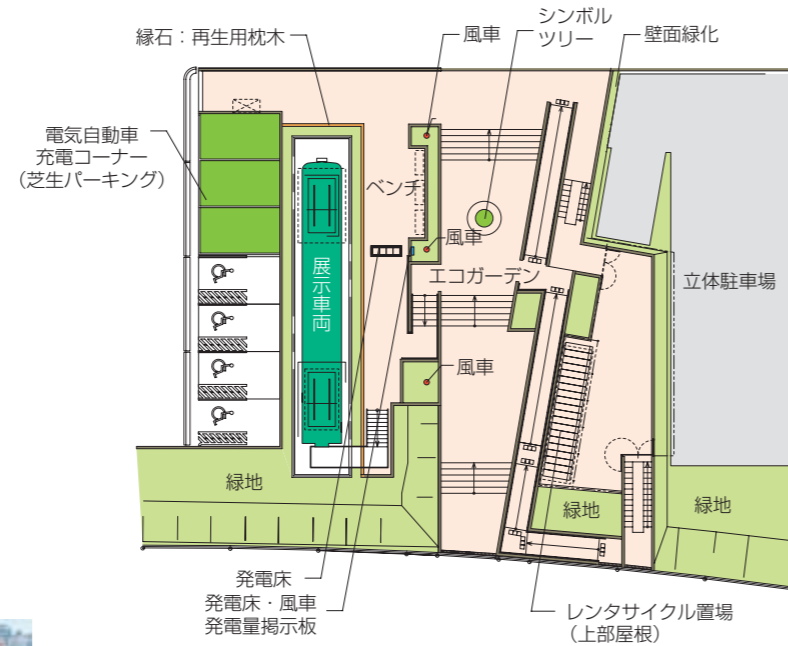 シンボル
ツリー
風車
壁面緑化
縁石：再生用枕木
電気自動車
充電コーナー
（芝生パーキング）
ベンチ
風車
展示車両
エコガーデン
立体駐車場
風車
緑地
緑地
緑地
発電床
発電床・風車
発電量掲示板
レンタサイクル置場
（上部屋根）